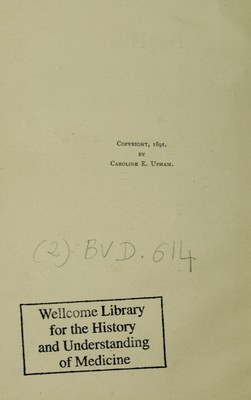 Copyright, 1891,
BY
Caroline E. Upham.
(2) BVD.614
Wellcome Library
for the History
and Understanding
of Medicine